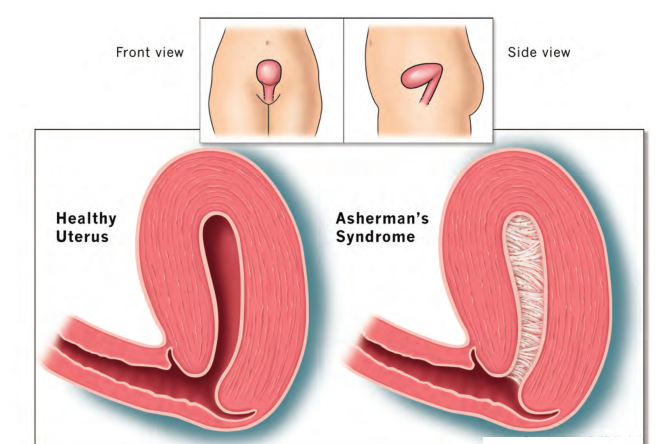 Front view
Side view
Healthy
Uterus
Asherman's
Syndrome